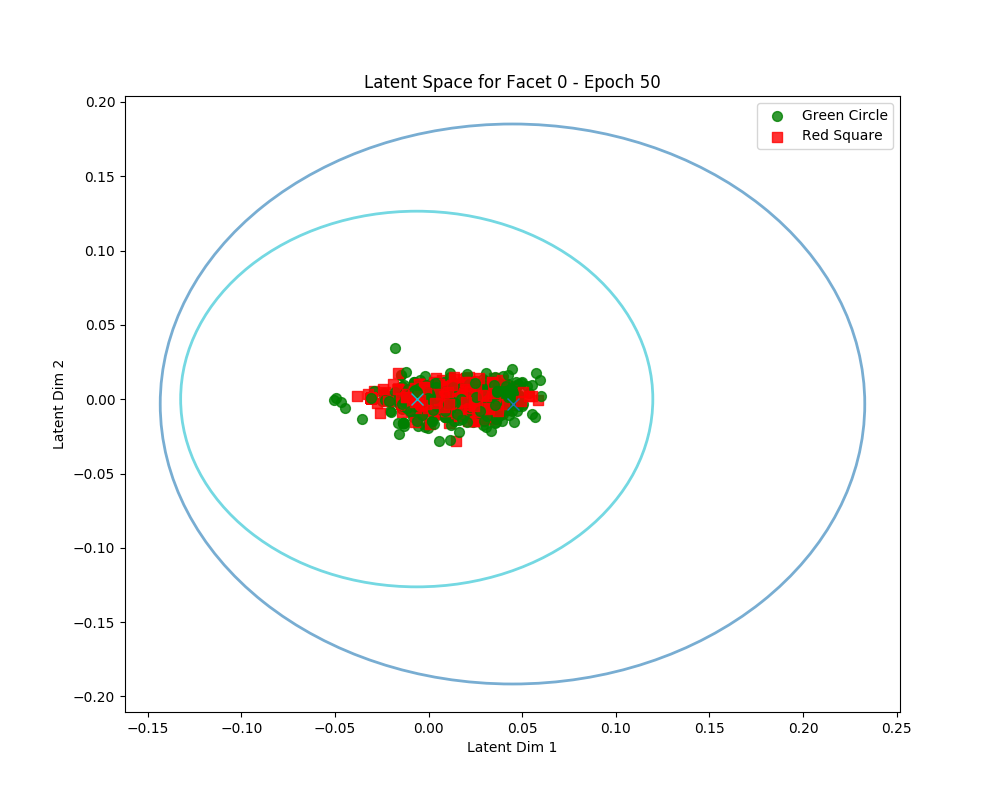 Latent Space for Facet 0 - Epoch 50
Green Circle
Red Square
0.20
0.15
0.10
0.05
0.00
−0.05
−0.10
−0.15
−0.20
Latent Dim 2
−0.15 −0.10 −0.05 0.00 0.05 0.10 0.15 0.20 0.25
Latent Dim 1